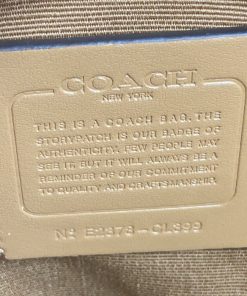 COACH
NEW YORK
THIS IS A COACH BAG. THE
STORYPATCH IS OUR BADGE OF
AUTHENTICITY. FEW PEOPLE MAY
SEE IT, BUT IT WILL ALWAYS BE A
REMINDER OF OUR COMMITMENT
TO QUALITY AND CRAFTSMANSHIP.
Nº E2373-CL399